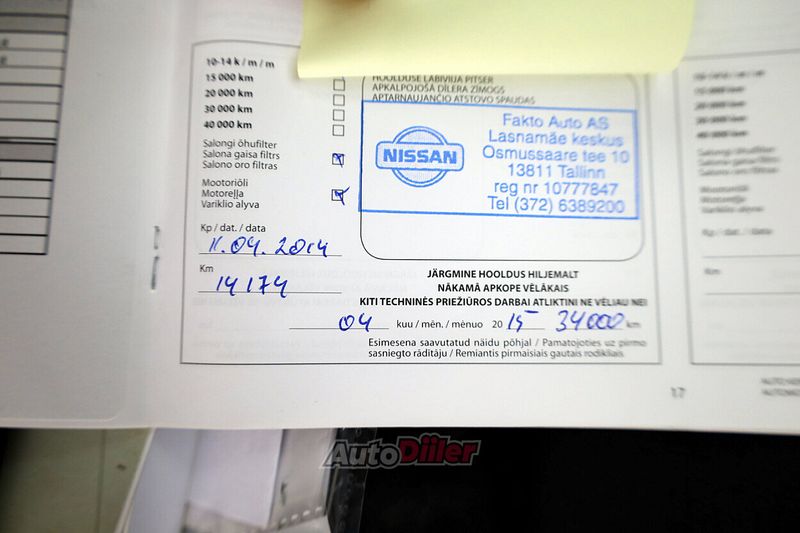 10-14 k / m / m
15 000 km
20 000 km
30 000 km
40 000 km
Salongi õhufilter
Salona gaisa filtrs
Salono oro filtras
Mootoriõli
Motoreļļa
Variklio alyva
Kp / dat. / data
11.04.2014
Km
14174
HOOLDUSE LÄBIVIIJA PITSER
APKALPOJOŠĀ DĪLERA ZĪMOGS
APTARNAUJANČIO ATSTOVO SPAUDAS
NISSAN
Fakto Auto AS
Lasnamäe keskus
Osmussaare tee 10
13811 Tallinn
reg nr 10777847
Tel (372) 6389200
JÄRGMINE HOOLDUS HILJEMALT
NĀKAMĀ APKOPE VĒLĀKAIS
KITI TECHNINĖS PRIEŽIŪROS DARBAI ATLIKTINI NE VĖLIAU NEI
04 kuu / mēn. / mėnuo 20 15 34000 km
Esimesena saavutatud näidu põhjal / Pamatojoties uz pirmo
sasniegto rādītāju / Remiantis pirmaisiais gautais rodikliais
17
AutoDiiler